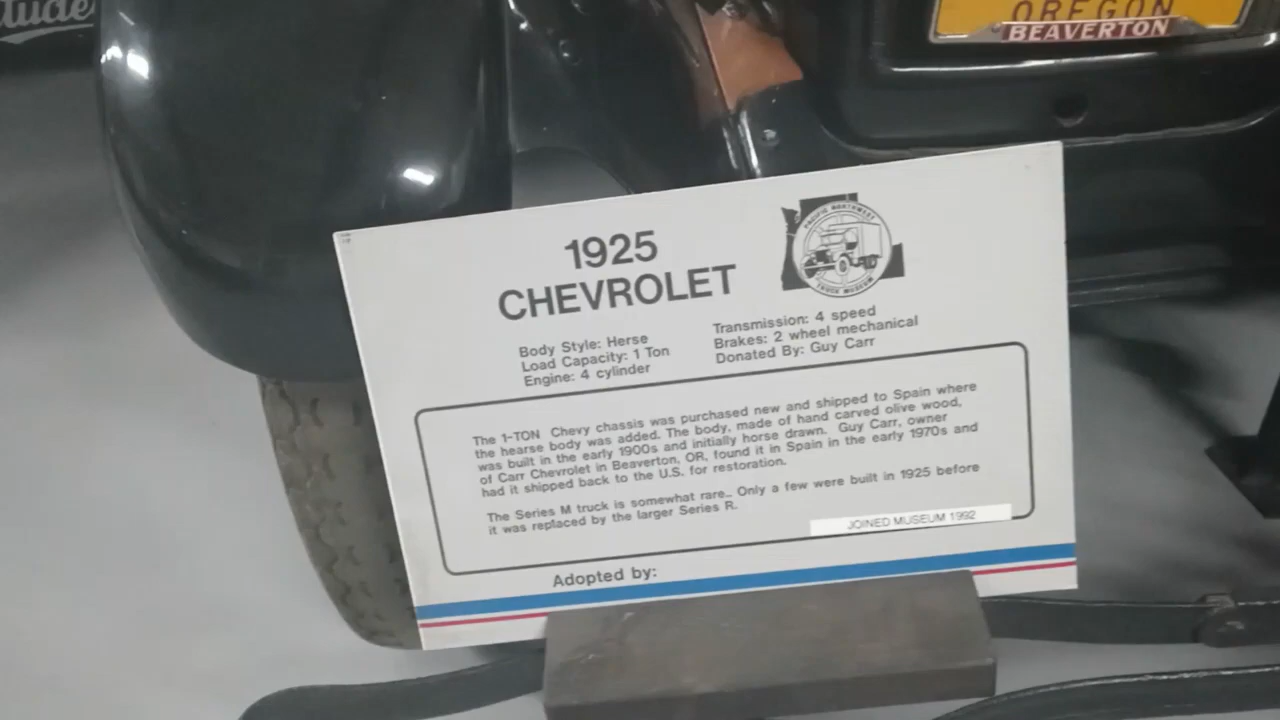 OREGON
BEAVERTON
1925
CHEVROLET
PACIFIC NORTHWEST
TRUCK MUSEUM
Body Style: Herse
Load Capacity: 1 Ton
Engine: 4 cylinder
Transmission: 4 speed
Brakes: 2 wheel mechanical
Donated By: Guy Carr
The 1-TON Chevy chassis was purchased new and shipped to Spain where
the hearse body was added. The body, made of hand carved olive wood,
was built in the early 1900s and initially horse drawn. Guy Carr, owner
of Carr Chevrolet in Beaverton, OR, found it in Spain in the early 1970s and
had it shipped back to the U.S. for restoration.
The Series M truck is somewhat rare… Only a few were built in 1925 before
it was replaced by the larger Series R.
JOINED MUSEUM 1992
Adopted by: